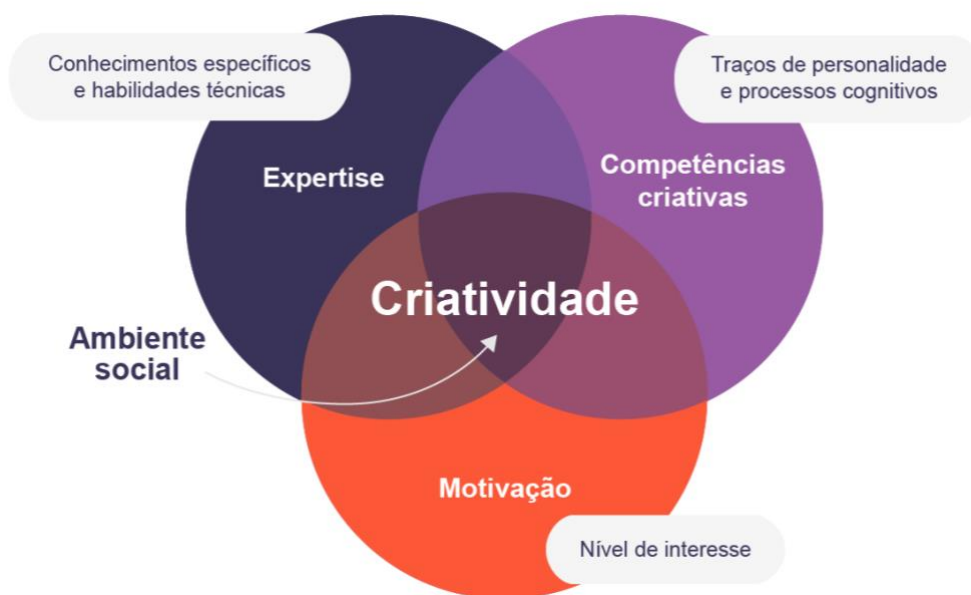 Conhecimentos específicos
e habilidades técnicas
Traços de personalidade
e processos cognitivos
Expertise
Competências
criativas
Criatividade
Ambiente
social
Motivação
Nível de interesse